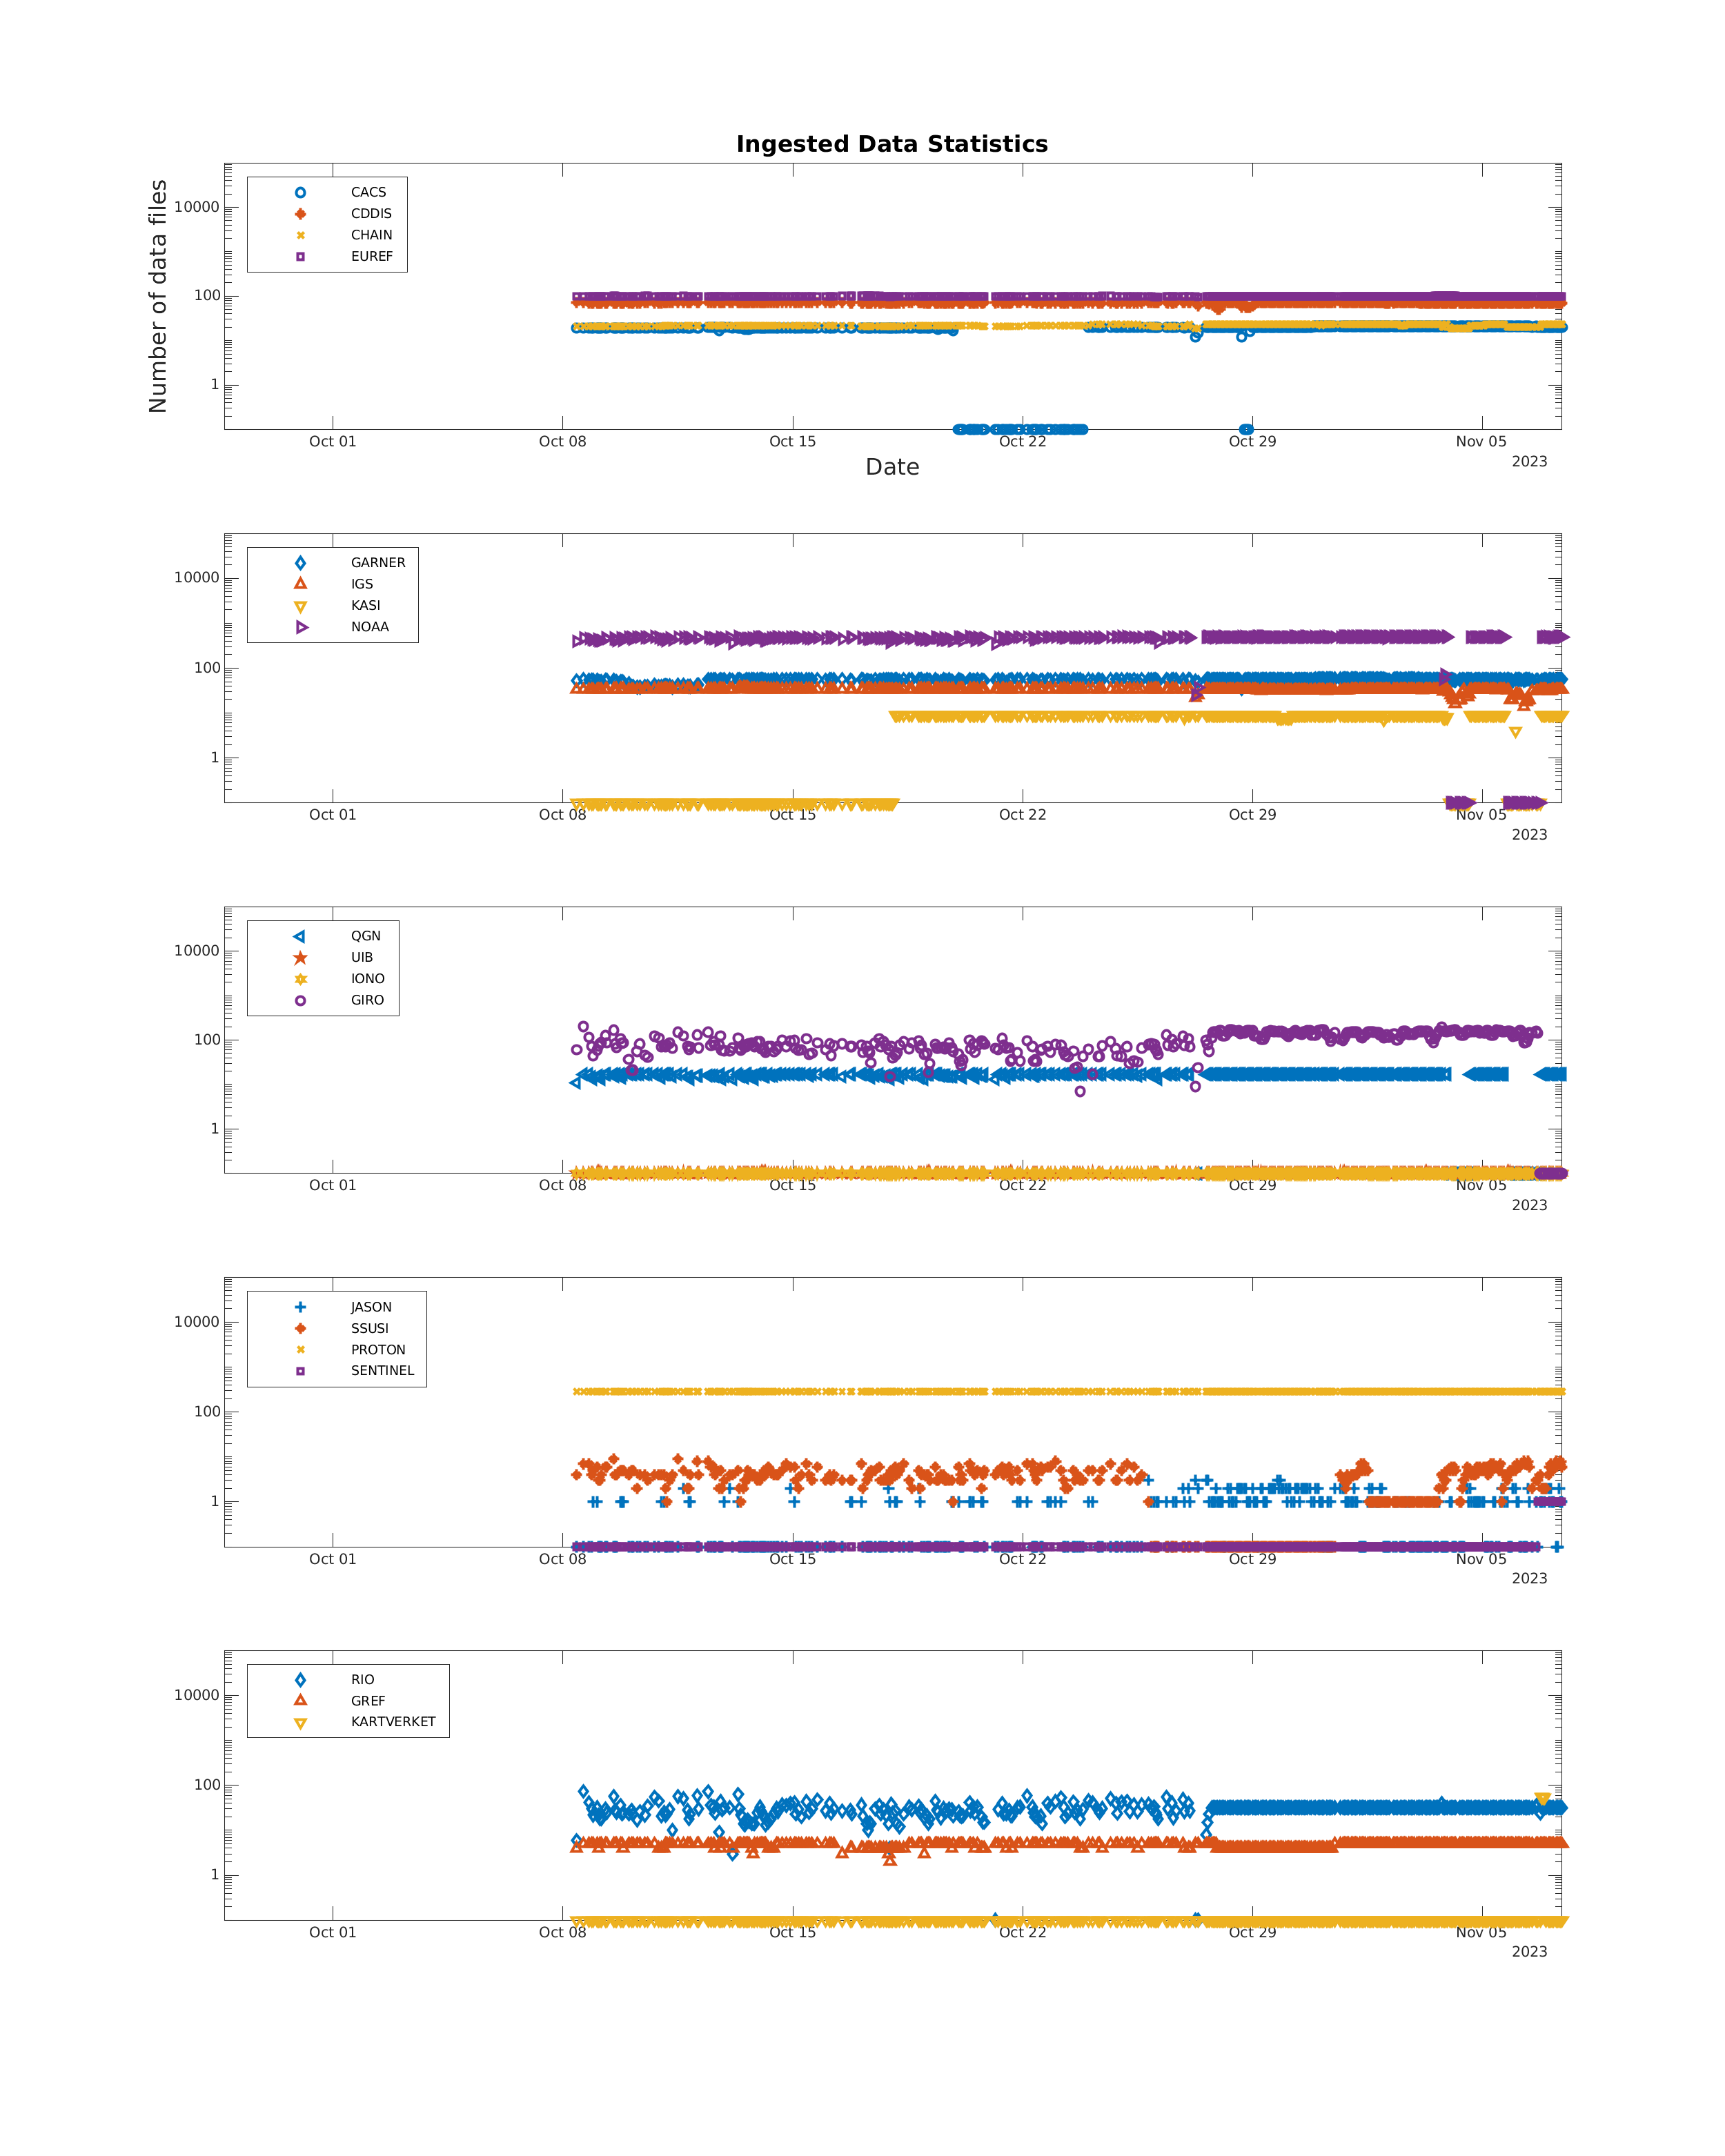 Ingested Data Statistics
Number of data files
CACS
CDDIS
CHAIN
EUREF
10000
100
1
Oct 01 Oct 08 Oct 15 Oct 22 Oct 29 Nov 05
2023
Date
GARNER
IGS
KASI
NOAA
10000
100
1
Oct 01 Oct 08 Oct 15 Oct 22 Oct 29 Nov 05
2023
QGN
UIB
IONO
GIRO
10000
100
1
Oct 01 Oct 08 Oct 15 Oct 22 Oct 29 Nov 05
2023
JASON
SSUSI
PROTON
SENTINEL
10000
100
1
Oct 01 Oct 08 Oct 15 Oct 22 Oct 29 Nov 05
2023
RIO
GREF
KARTVERKET
10000
100
1
Oct 01 Oct 08 Oct 15 Oct 22 Oct 29 Nov 05
2023